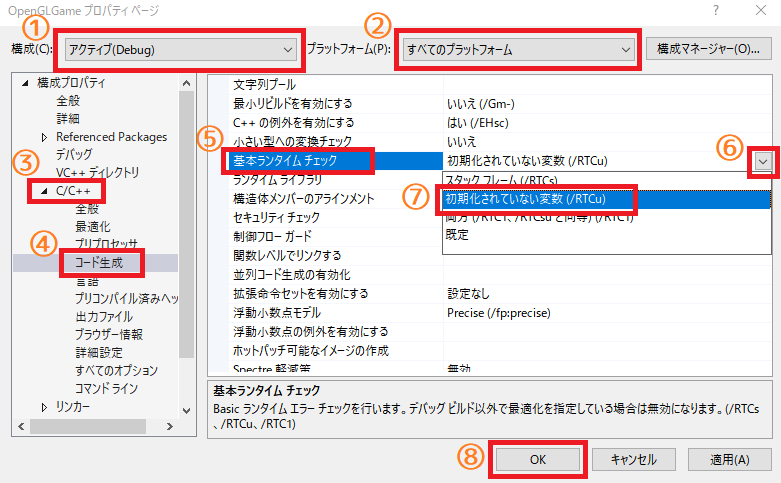 OpenGLGame プロパティ ページ
? ×
① ②
構成(C): アクティブ(Debug) プラットフォーム(P): すべてのプラットフォーム 構成マネージャー(O)...
構成プロパティ
全般
詳細
Referenced Packages
デバッグ
VC++ ディレクトリ
③
C/C++
全般
最適化
プリプロセッサ
④
コード生成
言語
プリコンパイル済みヘッ
出力ファイル
ブラウザー情報
詳細設定
すべてのオプション
コマンド ライン
リンカー
文字列プール
最小リビルドを有効にする いいえ (/Gm-)
C++ の例外を有効にする はい (/EHsc)
小さい型への変換チェック いいえ
⑤ 基本ランタイム チェック 初期化されていない変数 (/RTCu) ⑥
ランタイム ライブラリ スタック フレーム (/RTCs)
構造体メンバーのアラインメント ⑦ 初期化されていない変数 (/RTCu)
セキュリティ チェック 両方 (/RTC1、/RTCsu と同等) (/RTC1)
制御フロー ガード 既定
関数レベルでリンクする
並列コード生成の有効化
拡張命令セットを有効にする 設定なし
浮動小数点モデル Precise (/fp:precise)
浮動小数点の例外を有効にする
ホットパッチ可能なイメージの作成
Spectre 軽減策 無効
基本ランタイム チェック
Basic ランタイム エラー チェックを行います。デバッグ ビルド以外で最適化を指定している場合は無効になります。(/RTCs
、/RTCu、/RTC1)
⑧ OK キャンセル 適用(A)